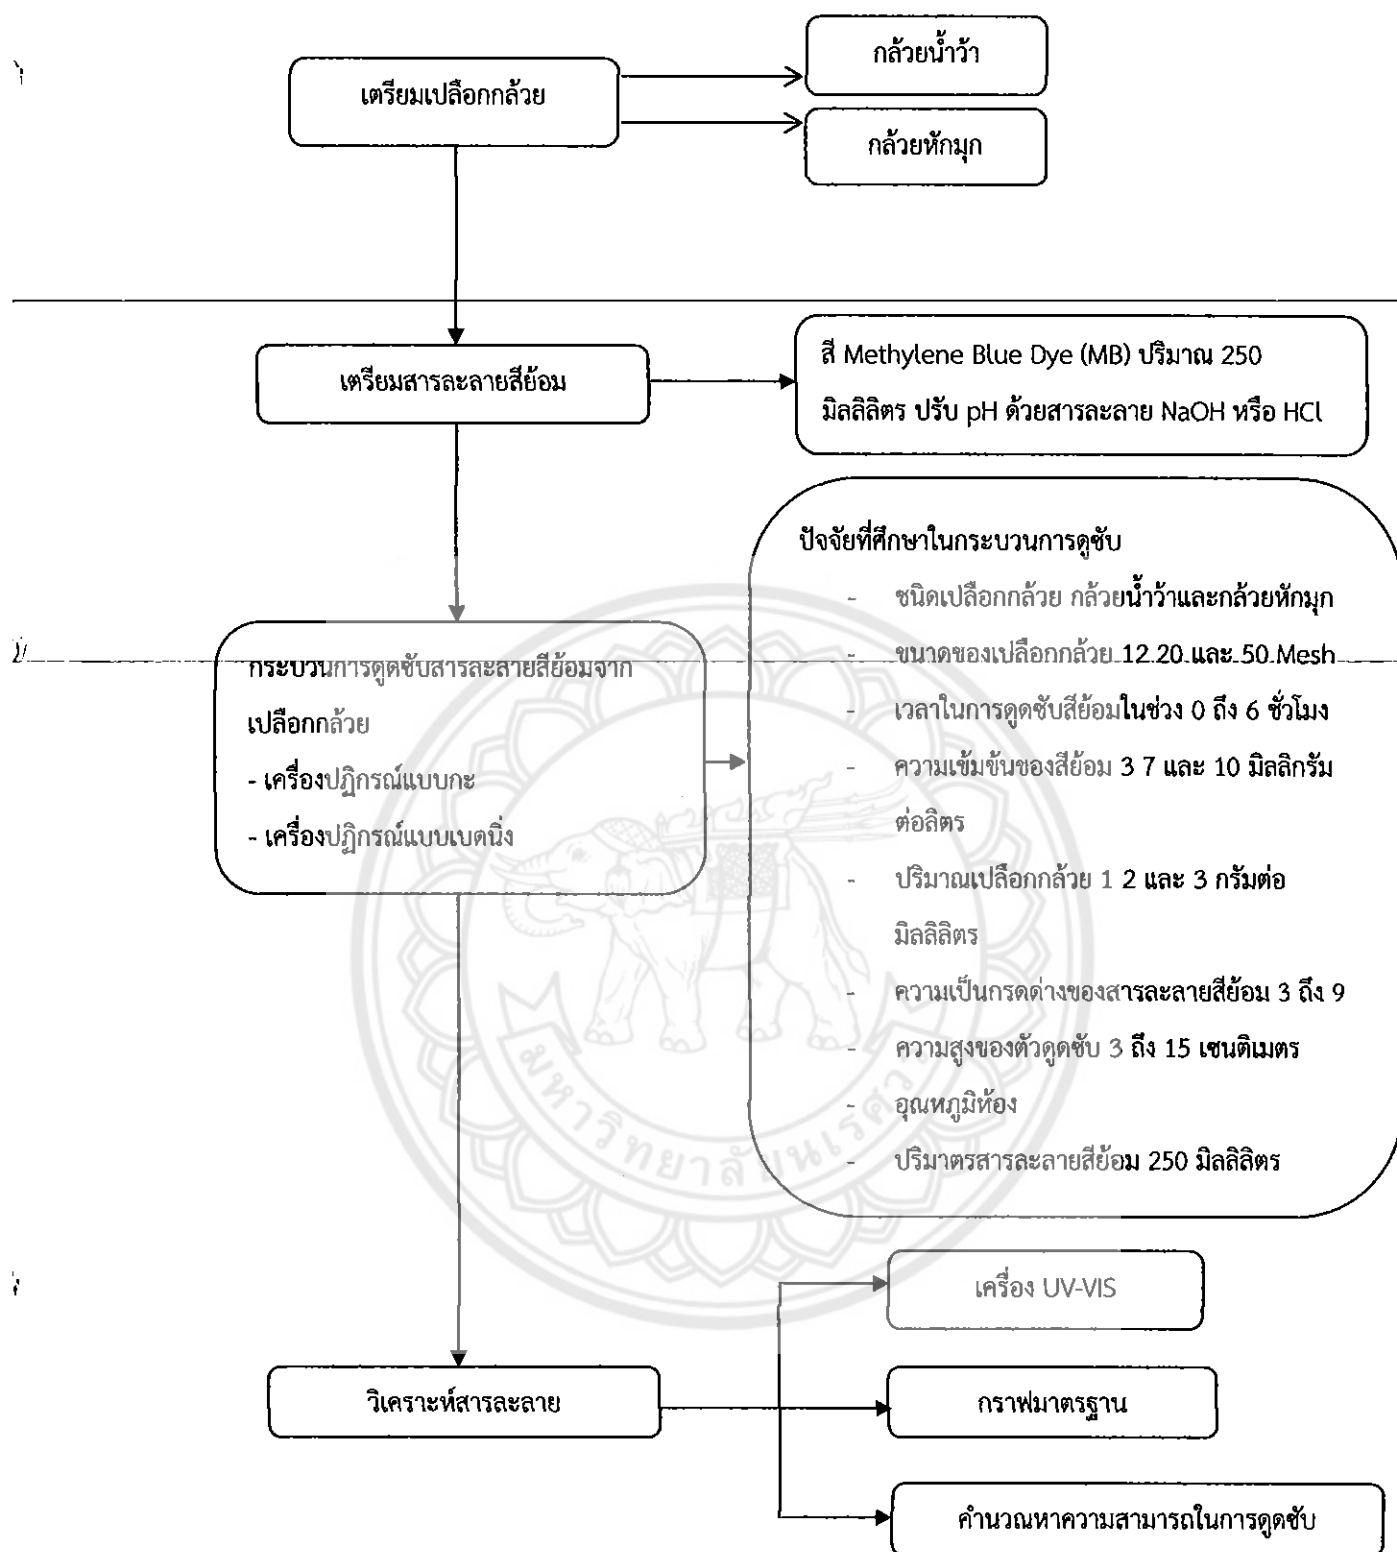 กล้วยน้ำว้า
เตรียมเปลือกกล้วย
กล้วยหักมุก
สี Methylene Blue Dye (MB) ปริมาณ 250
เตรียมสารละลายสีย้อม
มิลลิลิตร ปรับ pH ด้วยสารละลาย NaOH หรือ HCl
ปัจจัยที่ศึกษาในกระบวนการดูซับ
- ชนิดเปลือกกล้วย กล้วยน้ำว้าและกล้วยหักมุก
- ขนาดของเปลือกกล้วย 12 20 และ 50 Mesh
- เวลาในการดูดซับสีย้อมในช่วง 0 ถึง 6 ชั่วโมง
- ความเข้มข้นของสีย้อม 3 7 และ 10 มิลลิกรัม
ต่อลิตร
- ปริมาณเปลือกกล้วย 1 2 และ 3 กรัมต่อ
มิลลิลิตร
- ความเป็นกรดด่างของสารละลายสีย้อม 3 ถึง 9
- ความสูงของตัวดูดซับ 3 ถึง 15 เซนติเมตร
- อุณหภูมิห้อง
- ปริมาตรสารละลายสีย้อม 250 มิลลิลิตร
กระบวนการดูดซับสารละลายสีย้อมจาก
เปลือกกล้วย
- เครื่องปฏิกรณ์แบบกะ
- เครื่องปฏิกรณ์แบบเบดนิ่ง
มหาวิทยาลัยนเรศวร
เครื่อง UV-VIS
วิเคราะห์สารละลาย
กราฟมาตรฐาน
คำนวณหาความสามารถในการดูดซับ